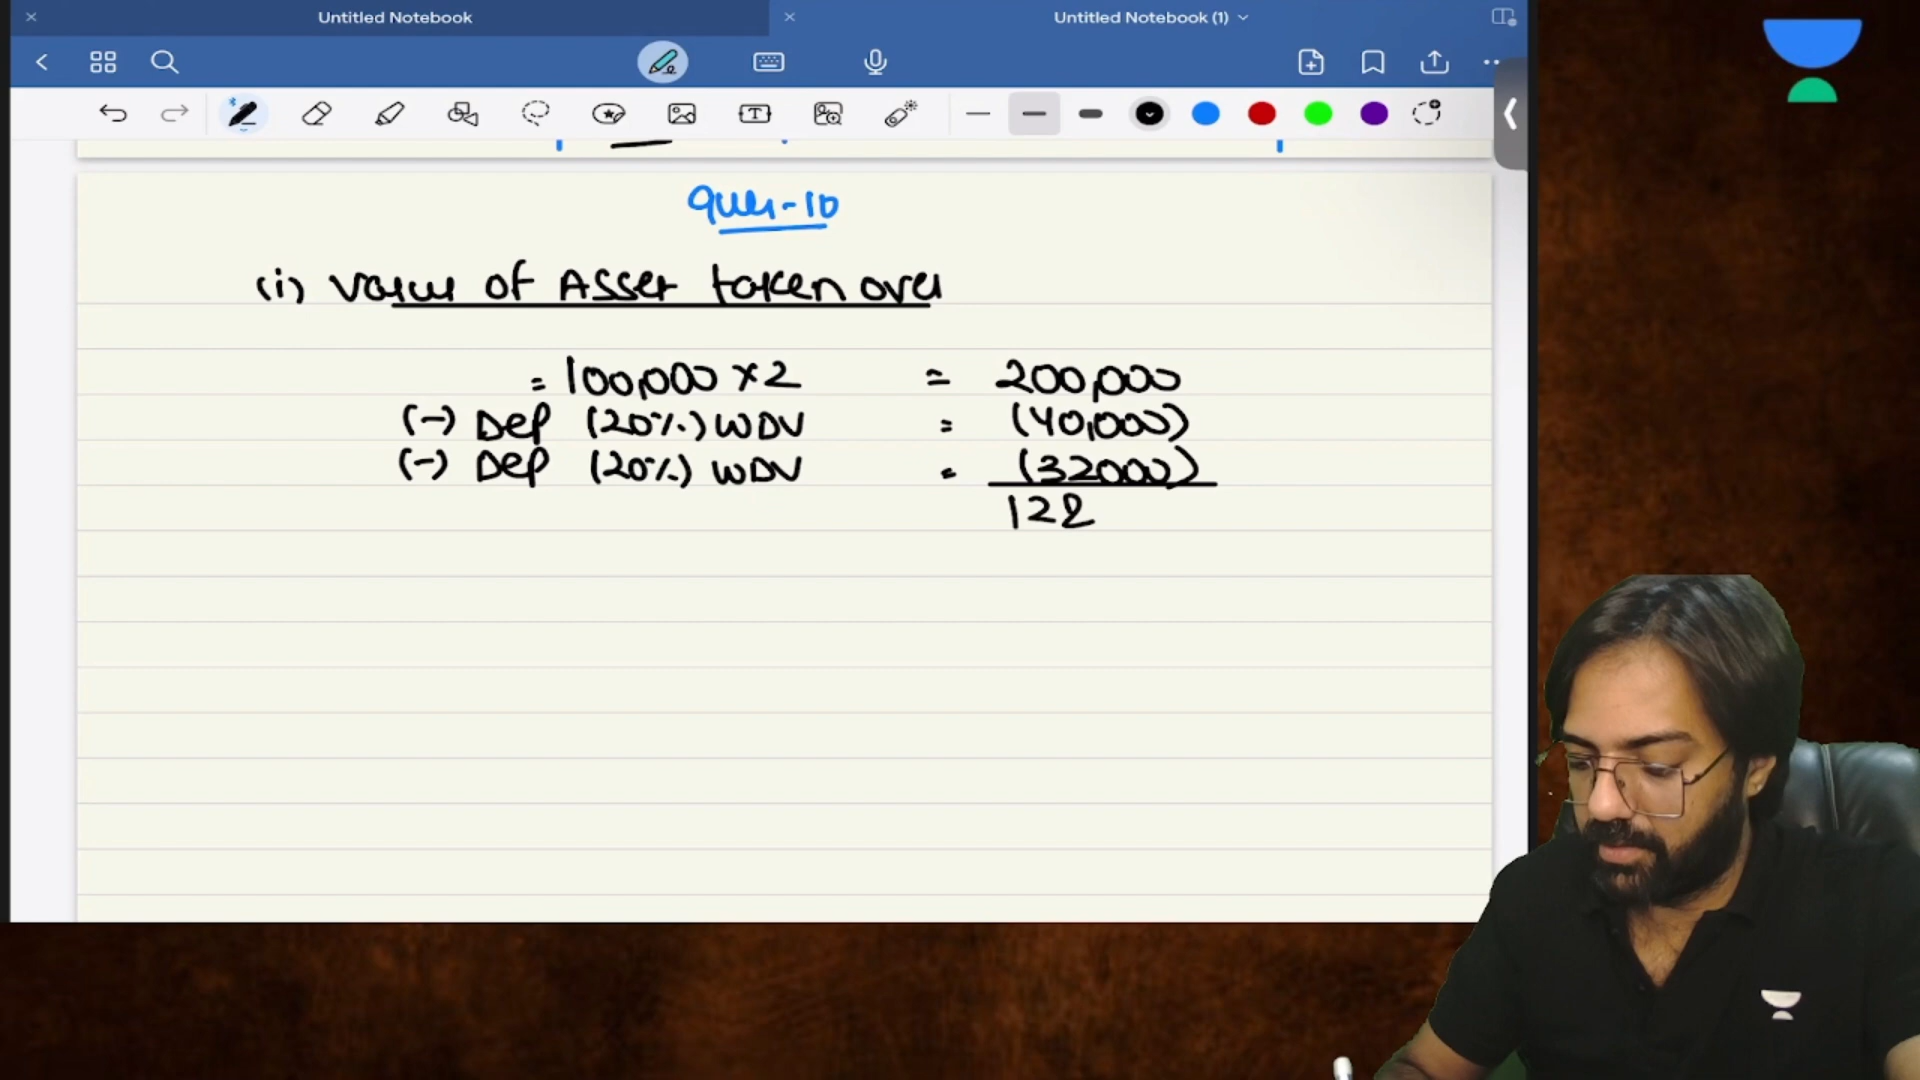 Untitled Notebook
Untitled Notebook (1)
T
Ques-10
(i) Value of Asset taken over
= 100,000 × 2 = 200,000
(-) Dep (20%) WDV = (40,000)
(-) Dep (20%) WDV = (32000)
128